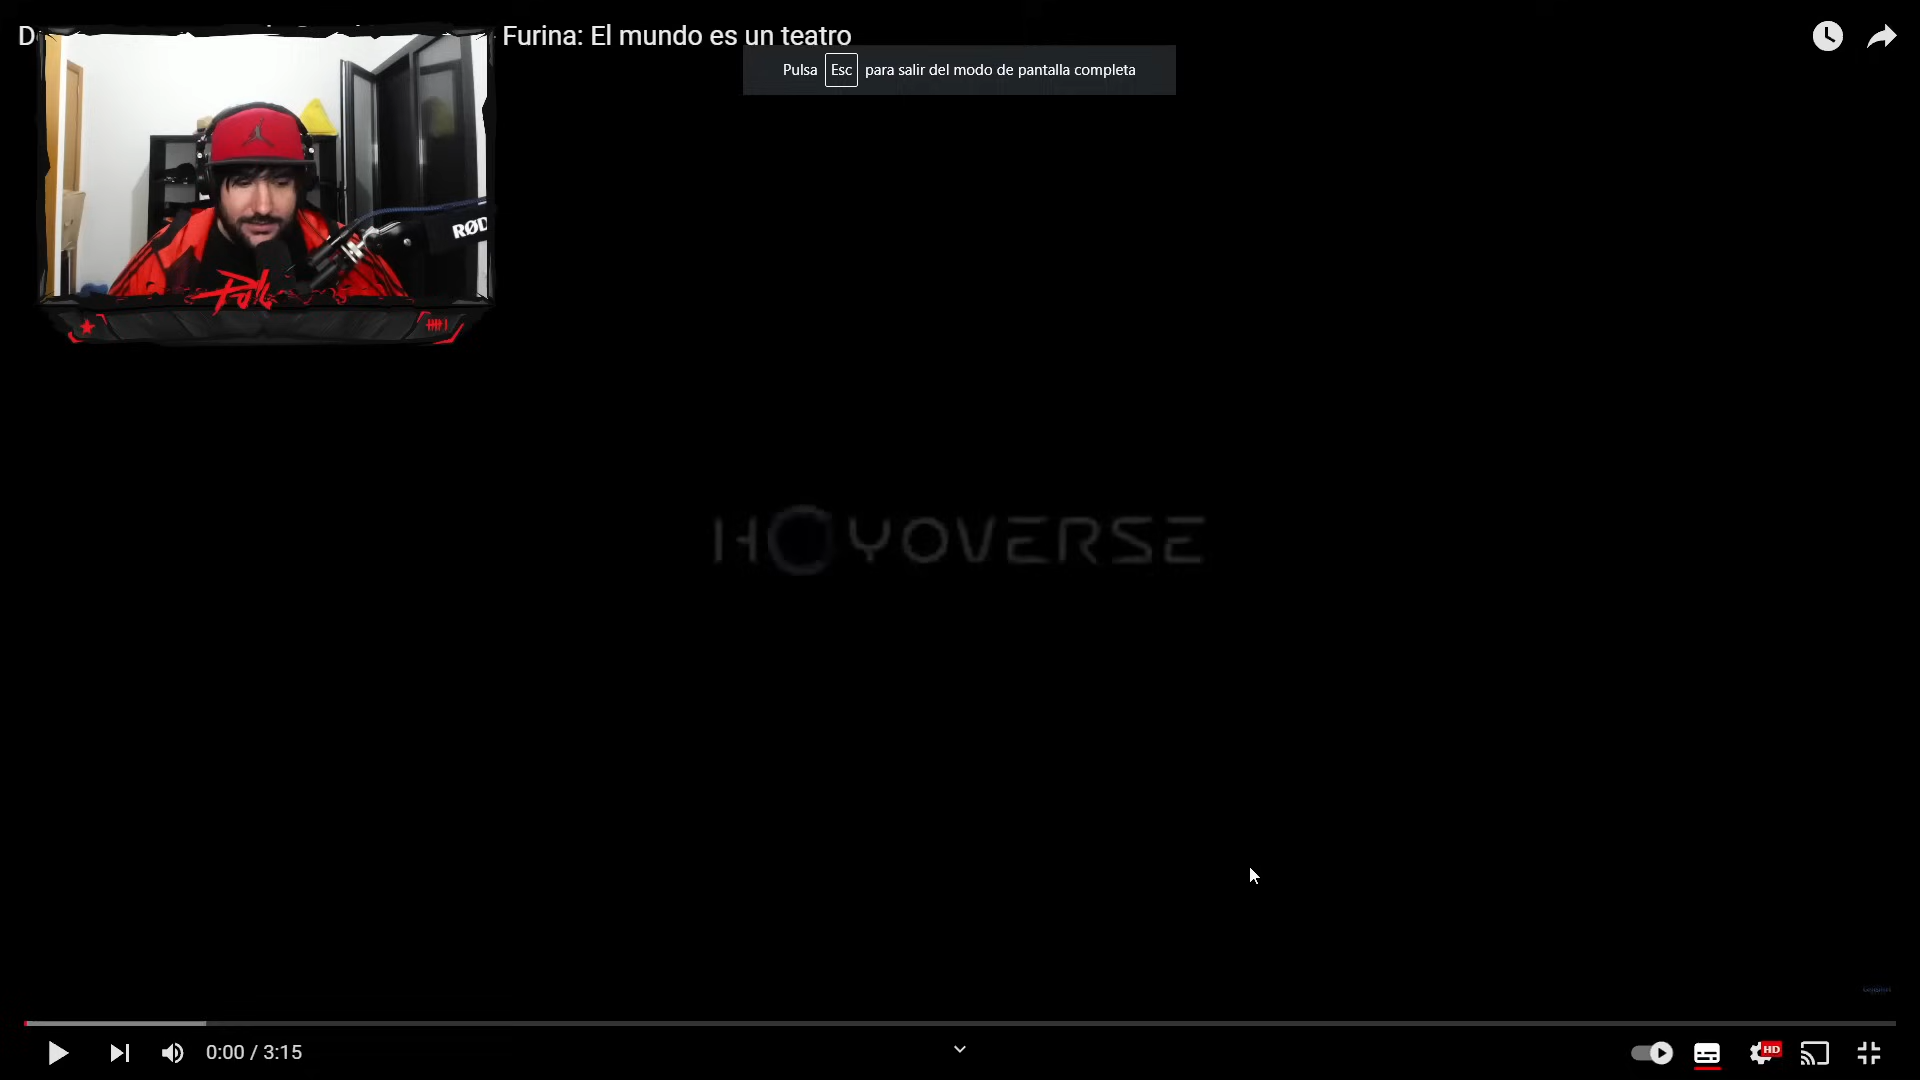 Furina: El mundo es un teatro
Pulsa Esc para salir del modo de pantalla completa
RØD
HOYOVERSE
0:00 / 3:15
HD